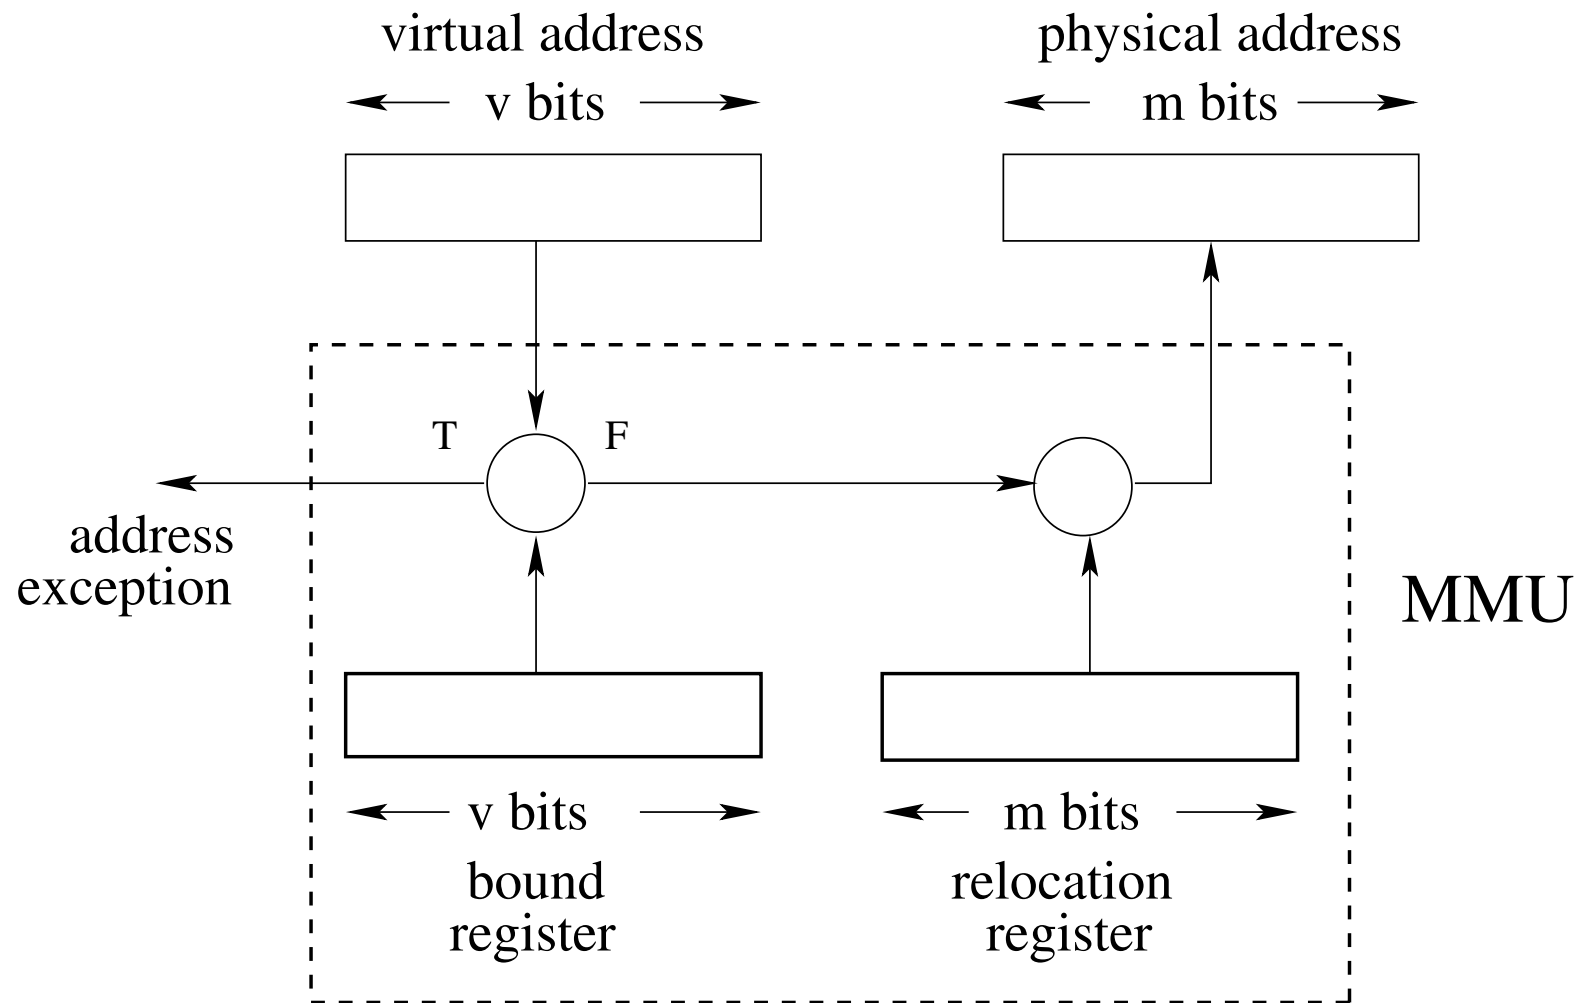 virtual address
v bits
physical address
m bits
T
F
address
exception
MMU
v bits
bound
register
m bits
relocation
register